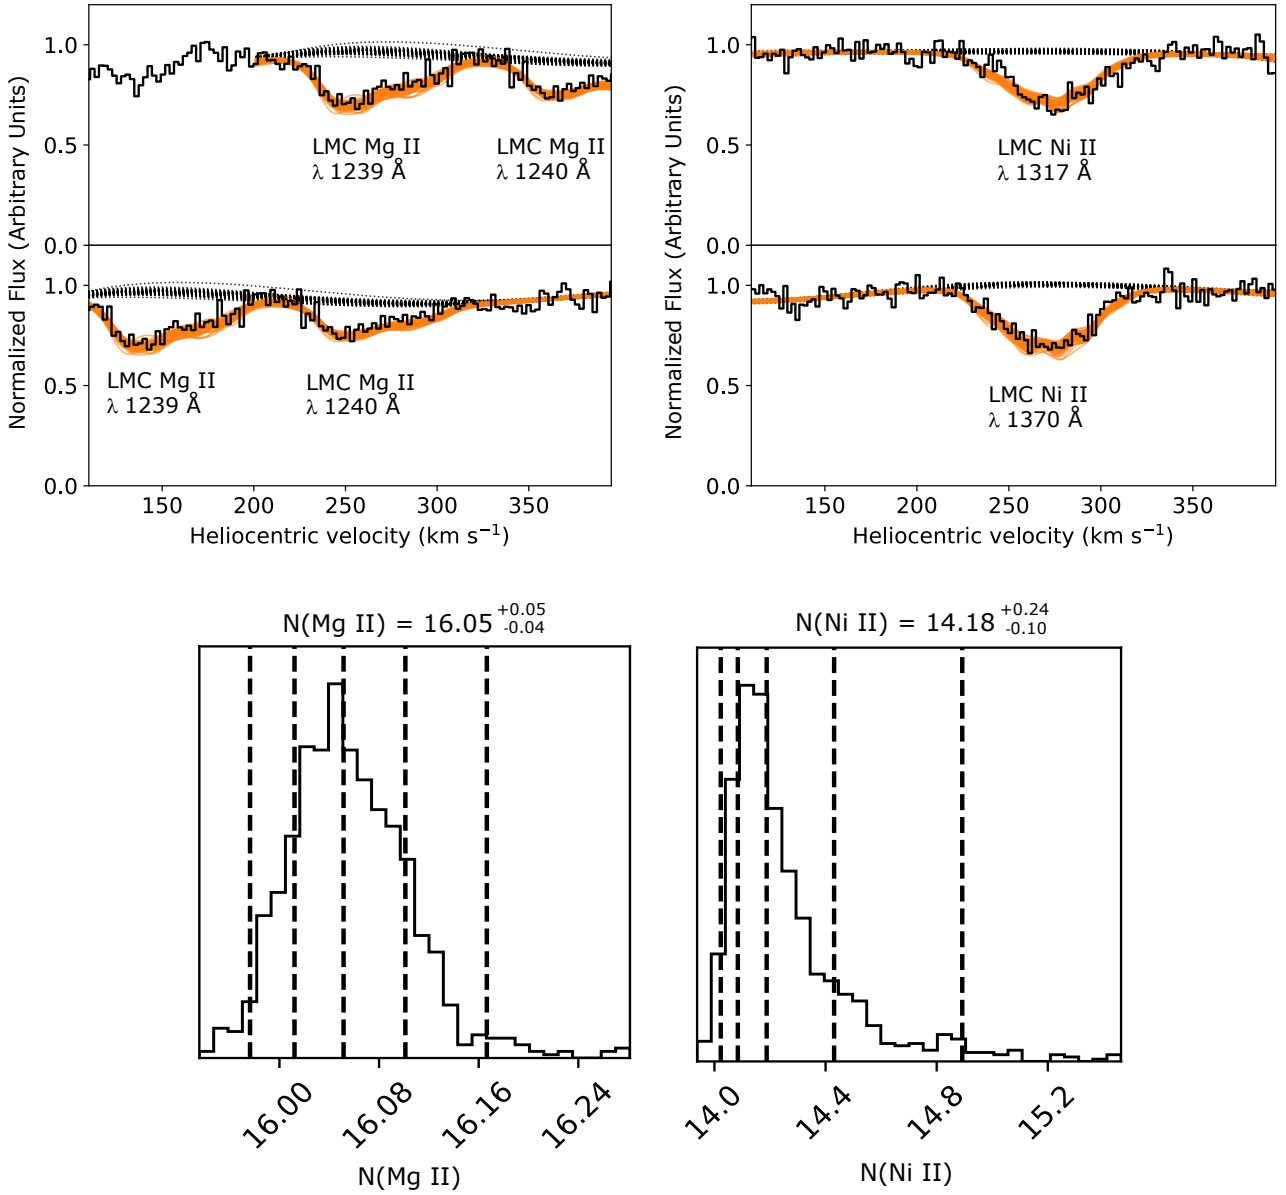 Normalized Flux (Arbitrary Units)
1.0
0.5
0.0
1.0
0.5
0.0
LMC Mg II
λ 1239 Å
LMC Mg II
λ 1240 Å
LMC Mg II
λ 1239 Å
LMC Mg II
λ 1240 Å
150 200 250 300 350
Heliocentric velocity (km s⁻¹)
Normalized Flux (Arbitrary Units)
1.0
0.5
0.0
1.0
0.5
0.0
LMC Ni II
λ 1317 Å
LMC Ni II
λ 1370 Å
150 200 250 300 350
Heliocentric velocity (km s⁻¹)
N(Mg II) = 16.05 +0.05 -0.04
16.00 16.08 16.16 16.24
N(Mg II)
N(Ni II) = 14.18 +0.24 -0.10
14.0 14.4 14.8 15.2
N(Ni II)